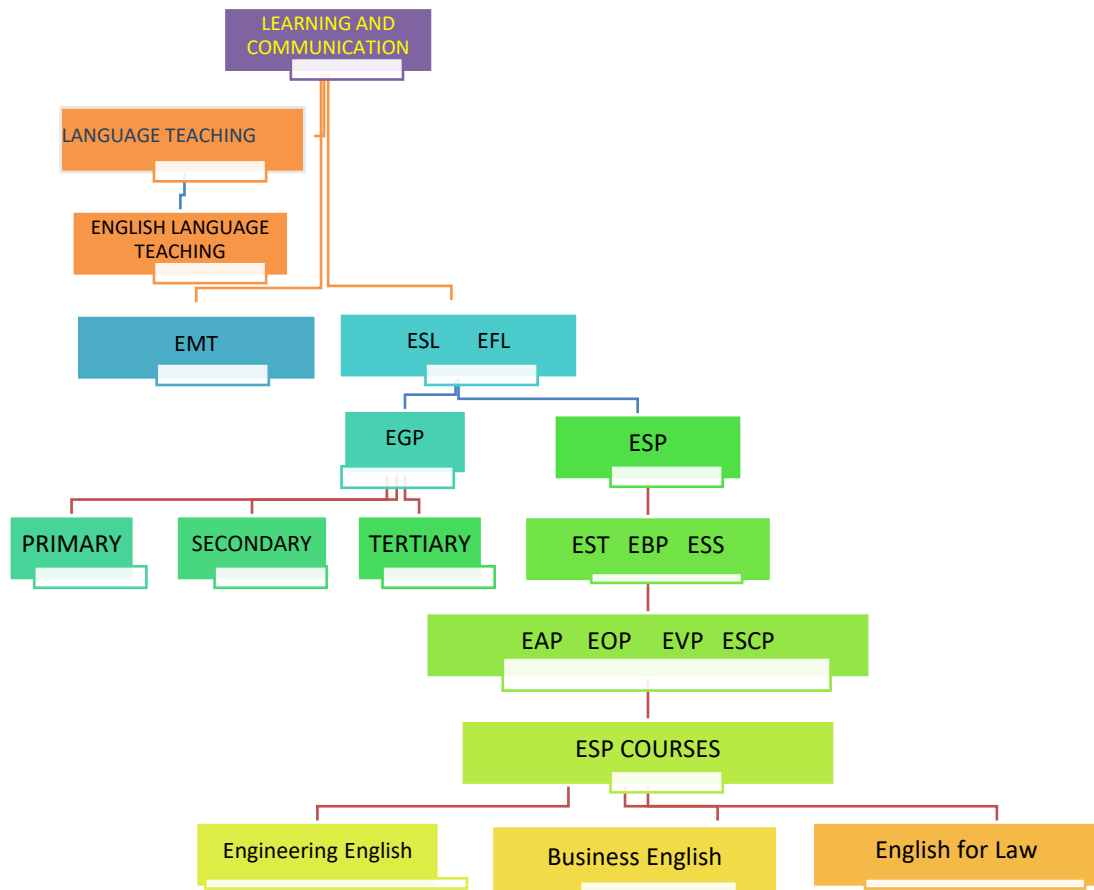 LEARNING AND
COMMUNICATION
LANGUAGE TEACHING
ENGLISH LANGUAGE
TEACHING
EMT
ESL EFL
EGP
ESP
PRIMARY
SECONDARY
TERTIARY
EST EBP ESS
EAP EOP EVP ESCP
ESP COURSES
Engineering English
Business English
English for Law